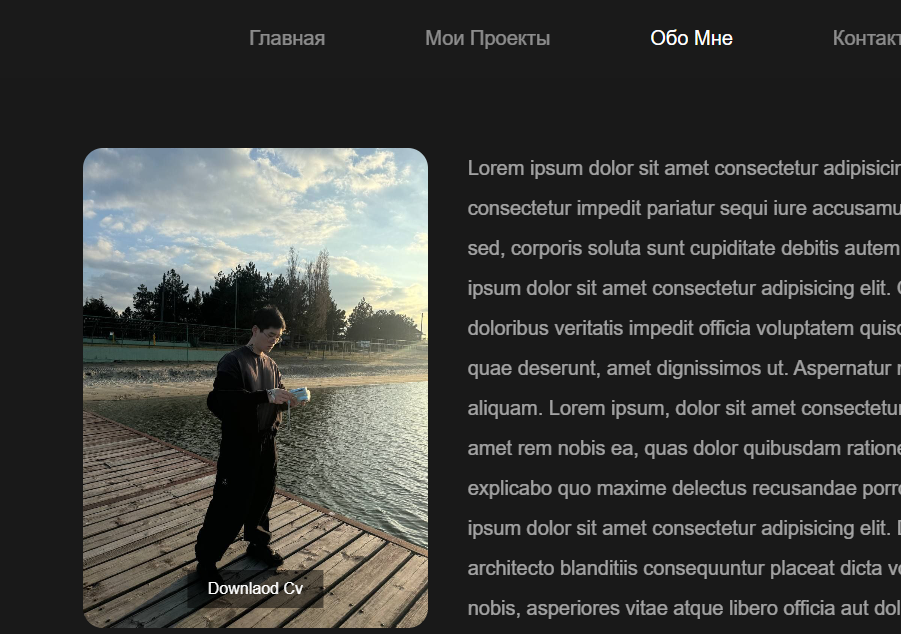 Главная Мои Проекты Обо Мне Контакт
Lorem ipsum dolor sit amet consectetur adipisicin
consectetur impedit pariatur sequi iure accusamu
sed, corporis soluta sunt cupiditate debitis autem
ipsum dolor sit amet consectetur adipisicing elit.
doloribus veritatis impedit officia voluptatem quisq
quae deserunt, amet dignissimos ut. Aspernatur
aliquam. Lorem ipsum, dolor sit amet consectetur
amet rem nobis ea, quas dolor quibusdam ratione
explicabo quo maxime delectus recusandae porro
ipsum dolor sit amet consectetur adipisicing elit.
architecto blanditiis consequuntur placeat dicta vo
nobis, asperiores vitae atque libero officia aut dol
Downlaod Cv